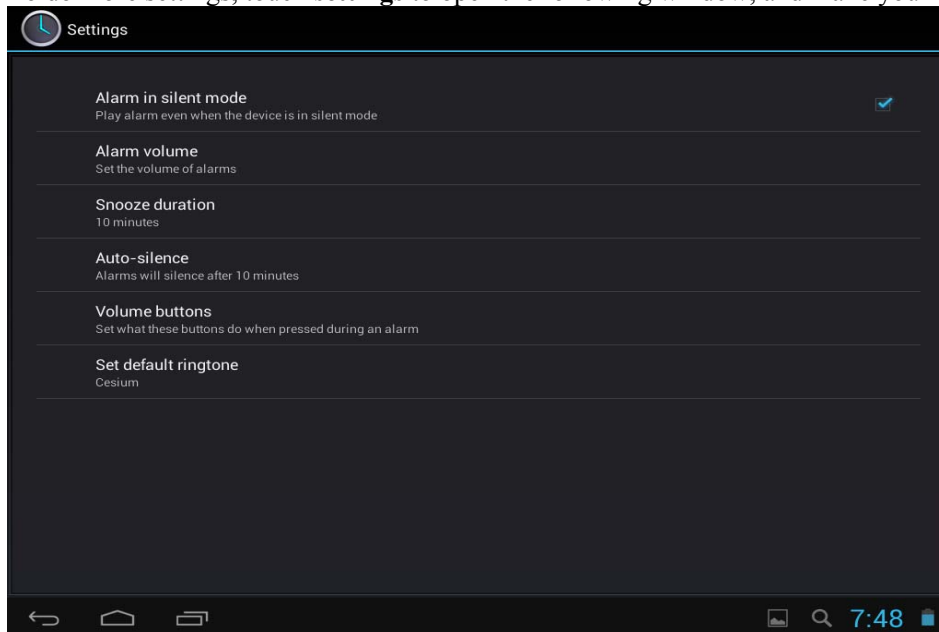 Settings
Alarm in silent mode
Play alarm even when the device is in silent mode
Alarm volume
Set the volume of alarms
Snooze duration
10 minutes
Auto-silence
Alarms will silence after 10 minutes
Volume buttons
Set what these buttons do when pressed during an alarm
Set default ringtone
Cesium
7:48